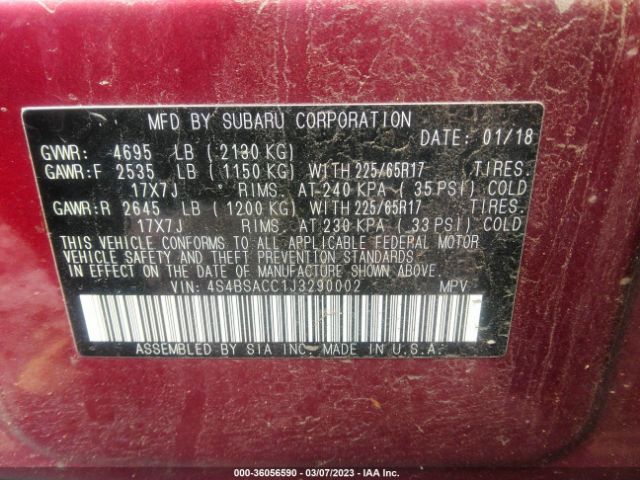 MFD BY SUBARU CORPORATION
DATE: 01/18
GVWR: 4695 LB ( 2130 KG)
GAWR:F 2535 LB ( 1150 KG) WITH 225/65R17 TIRES.
17X7J RIMS. AT 240 KPA ( 35 PSI) COLD
GAWR:R 2645 LB ( 1200 KG) WITH 225/65R17 TIRES.
17X7J RIMS. AT 230 KPA ( 33 PSI) COLD
THIS VEHICLE CONFORMS TO ALL APPLICABLE FEDERAL MOTOR
VEHICLE SAFETY AND THEFT PREVENTION STANDARDS
IN EFFECT ON THE DATE OF MANUFACTURE SHOWN ABOVE.
VIN: 4S4BSACC1J3290002 MPV
ASSEMBLED BY SIA INC. MADE IN U.S.A.
000-36056590 - 03/07/2023 - IAA Inc.